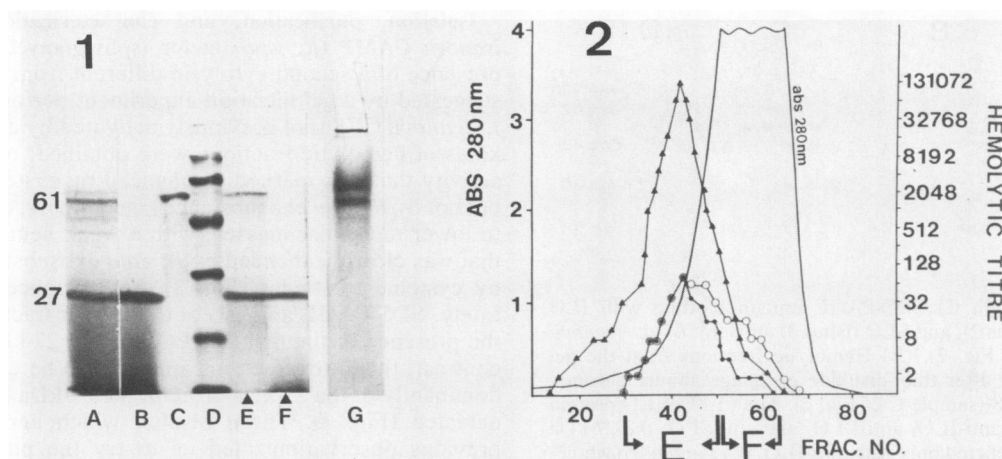 1
61
27
A B C D E F G
2
ABS 280 nm
4
3
2
1
abs 280nm
131072
32768
8192
2048
512
128
32
8
2
HEMOLYTIC TITRE
20 40 60 80
E F FRAC. NO.